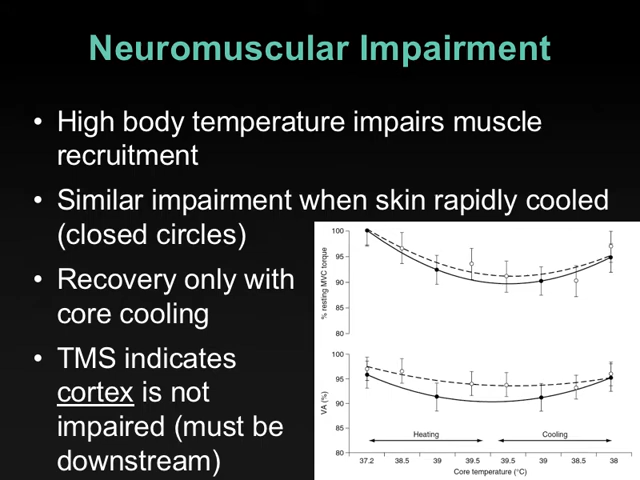 Neuromuscular Impairment
• High body temperature impairs muscle
recruitment
• Similar impairment when skin rapidly cooled
(closed circles)
• Recovery only with
core cooling
• TMS indicates
cortex is not
impaired (must be
downstream)
% resting MVC torque
100
95
90
85
80
VA (%)
100
95
90
85
80
Heating
Cooling
37.2 38.5 39 39.5 39.5 39 38.5 38
Core temperature (°C)